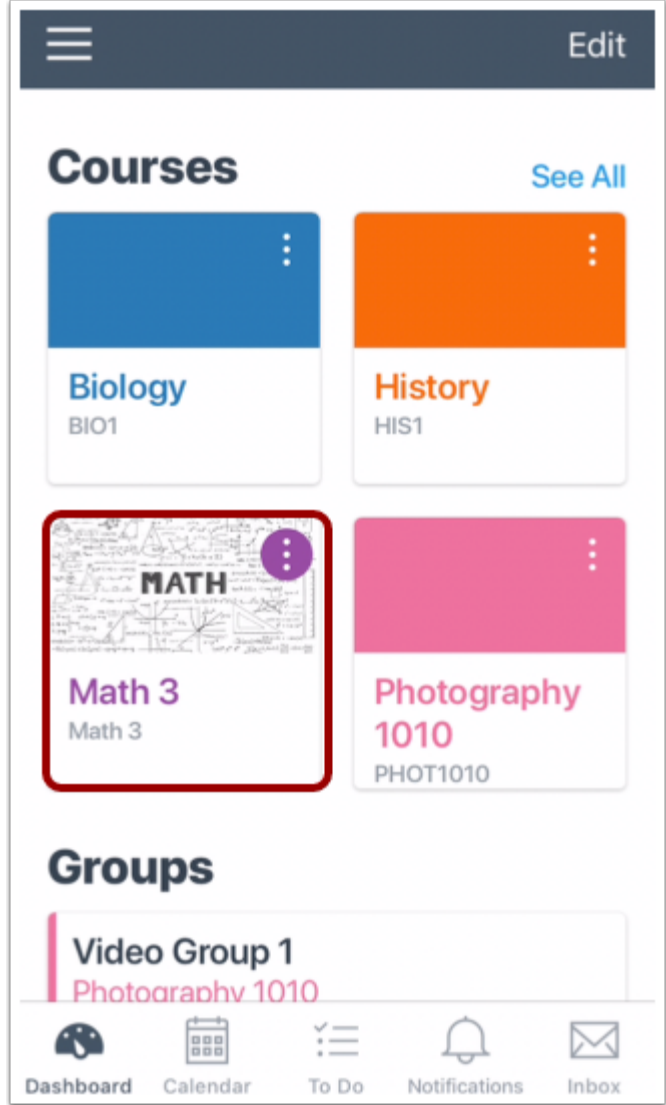 Edit
Courses
See All
Biology
BIO1
History
HIS1
MATH
Math 3
Math 3
Photography
1010
PHOT1010
Groups
Video Group 1
Photography 1010
Dashboard Calendar To Do Notifications Inbox